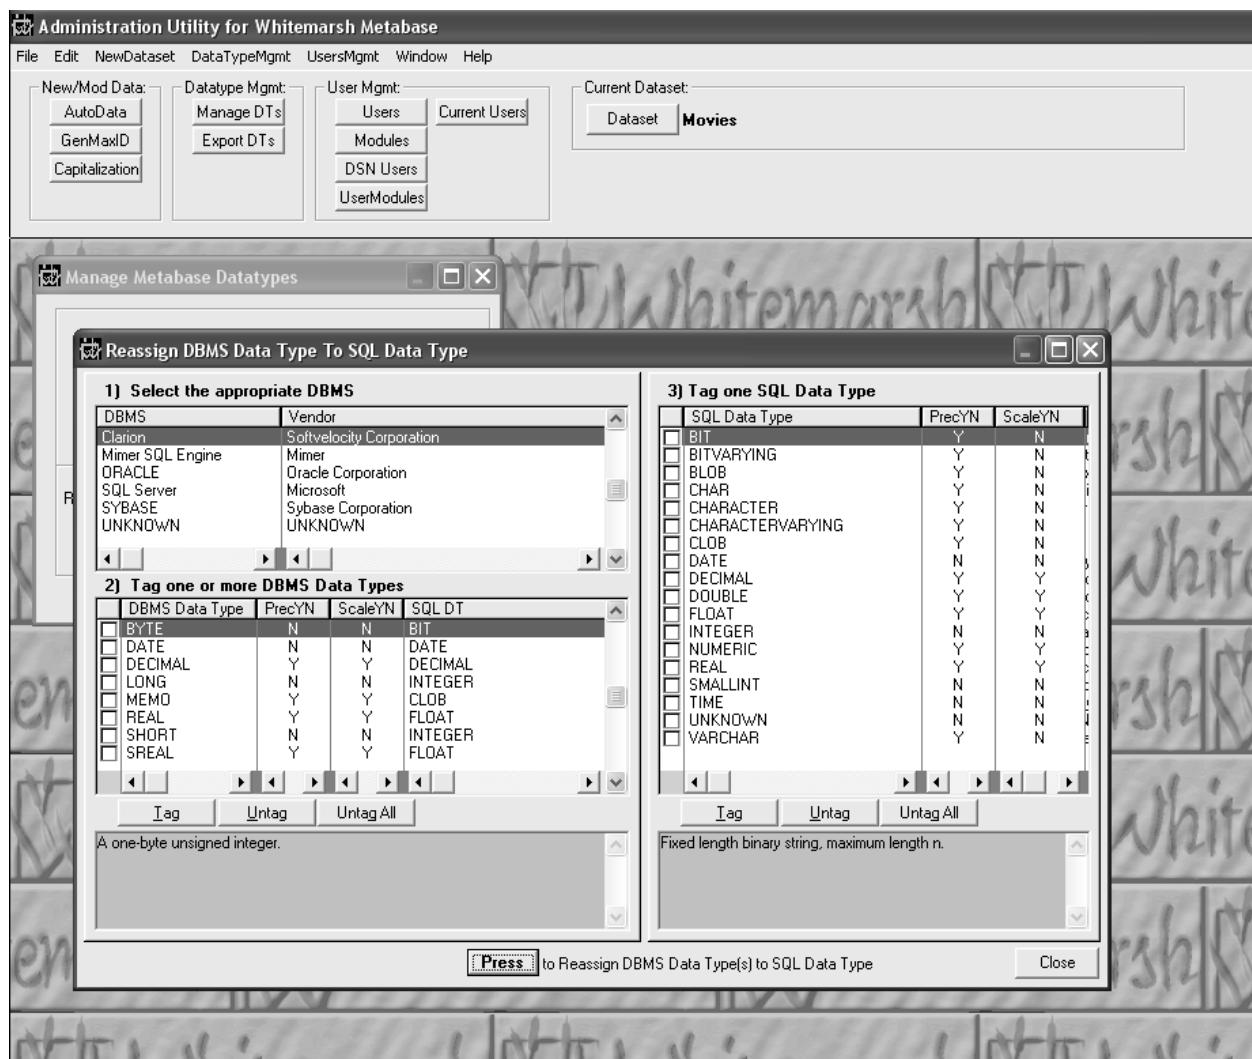 Administration Utility for Whitemarsh Metabase
File Edit NewDataset DataTypeMgmt UsersMgmt Window Help
New/Mod Data: Datatype Mgmt: User Mgmt: Current Dataset:
AutoData Manage DTs Users Current Users Dataset Movies
GenMaxID Export DTs Modules
Capitalization DSN Users
UserModules
Manage Metabase Datatypes
Reassign DBMS Data Type To SQL Data Type
1) Select the appropriate DBMS
DBMS Vendor
Clarion Softvelocity Corporation
Mimer SQL Engine Mimer
ORACLE Oracle Corporation
SQL Server Microsoft
SYBASE Sybase Corporation
UNKNOWN UNKNOWN
2) Tag one or more DBMS Data Types
DBMS Data Type PrecYN ScaleYN SQL DT
BYTE N N BIT
DATE N N DATE
DECIMAL Y Y DECIMAL
LONG N N INTEGER
MEMO Y Y CLOB
REAL Y Y FLOAT
SHORT N N INTEGER
SREAL Y Y FLOAT
Tag Untag Untag All
A one-byte unsigned integer.
3) Tag one SQL Data Type
SQL Data Type PrecYN ScaleYN
BIT Y N
BITVARYING Y N
BLOB Y N
CHAR Y N
CHARACTER Y N
CHARACTERVARYING Y N
CLOB Y N
DATE N N
DECIMAL Y Y
DOUBLE Y Y
FLOAT Y Y
INTEGER N N
NUMERIC Y Y
REAL Y Y
SMALLINT N N
TIME N N
UNKNOWN N N
VARCHAR Y N
Tag Untag Untag All
Fixed length binary string, maximum length n.
Press to Reassign DBMS Data Type(s) to SQL Data Type Close
Whitemarsh